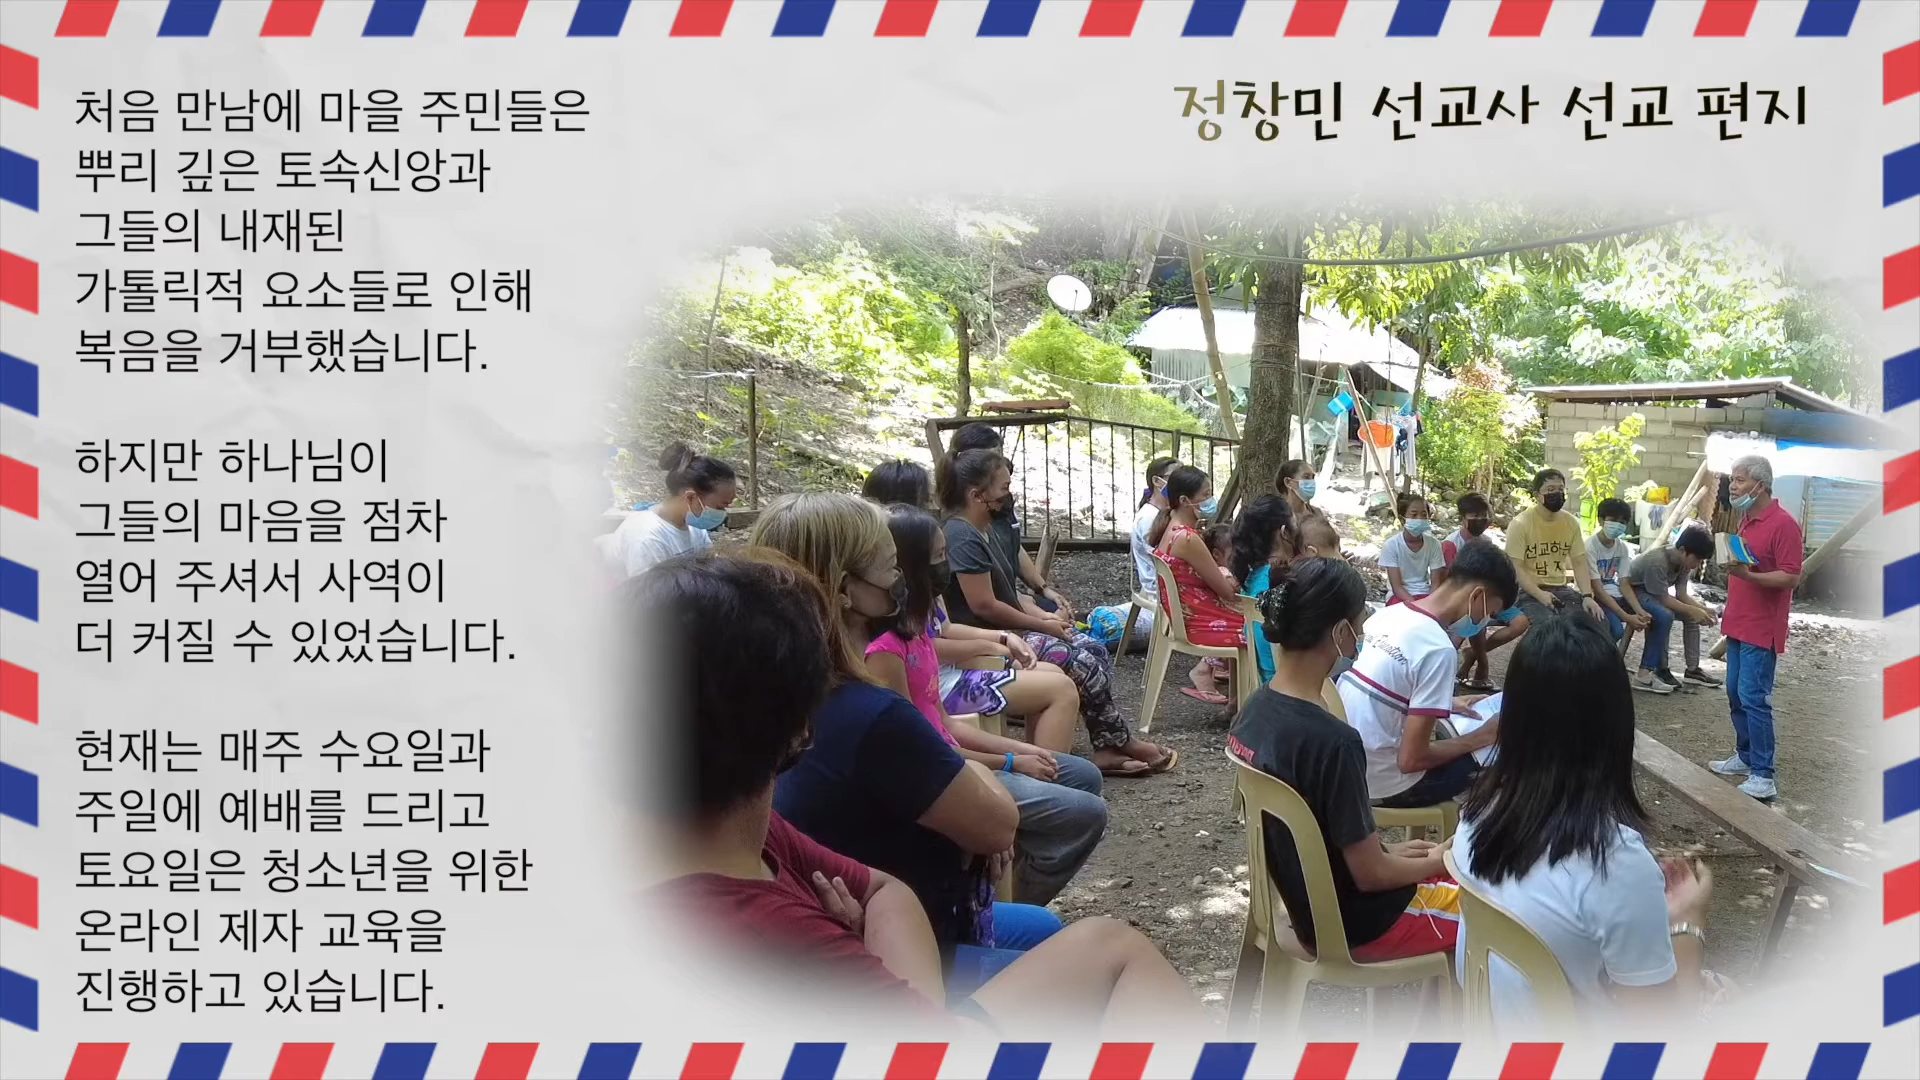 정창민 선교사 선교 편지
처음 만남에 마을 주민들은
뿌리 깊은 토속신앙과
그들의 내재된
가톨릭적 요소들로 인해
복음을 거부했습니다.
하지만 하나님이
그들의 마음을 점차
열어 주셔서 사역이
더 커질 수 있었습니다.
현재는 매주 수요일과
주일에 예배를 드리고
토요일은 청소년을 위한
온라인 제자 교육을
진행하고 있습니다.
선교하는
남자